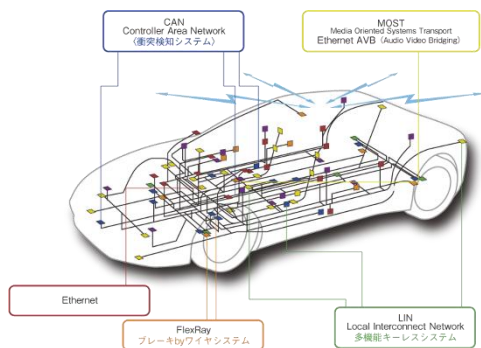 CAN
Controller Area Network
〈衝突検知システム〉
MOST
Media Oriented Systems Transport
Ethernet AVB（Audio Video Bridging）
Ethernet
FlexRay
ブレーキbyワイヤシステム
LIN
Local Interconnect Network
多機能キーレスシステム